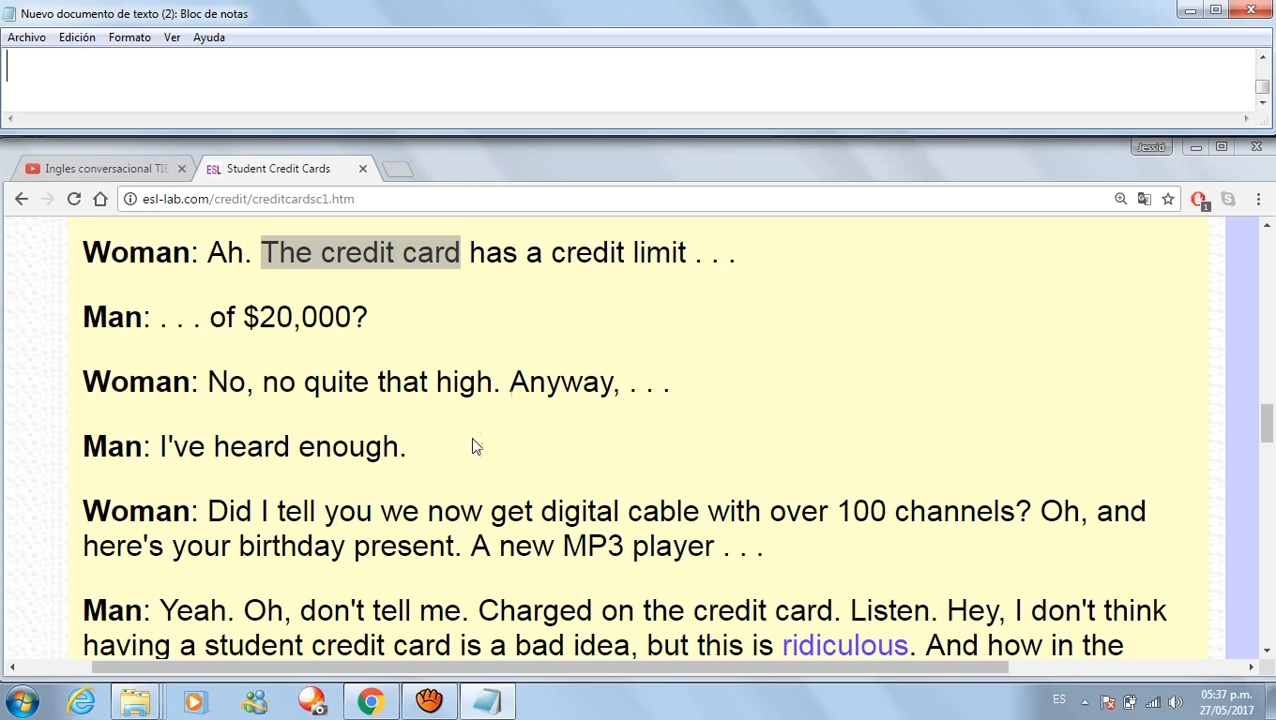 Nuevo documento de texto (2): Bloc de notas
Archivo Edición Formato Ver Ayuda
Jessid
Ingles conversacional TIE
ESL Student Credit Cards
esl-lab.com/credit/creditcardsc1.htm
1
Woman: Ah. The credit card has a credit limit . . .
Man: . . . of $20,000?
Woman: No, no quite that high. Anyway, . . .
Man: I've heard enough.
Woman: Did I tell you we now get digital cable with over 100 channels? Oh, and
here's your birthday present. A new MP3 player . . .
Man: Yeah. Oh, don't tell me. Charged on the credit card. Listen. Hey, I don't think
having a student credit card is a bad idea, but this is ridiculous. And how in the
ES
05:37 p.m.
27/05/2017